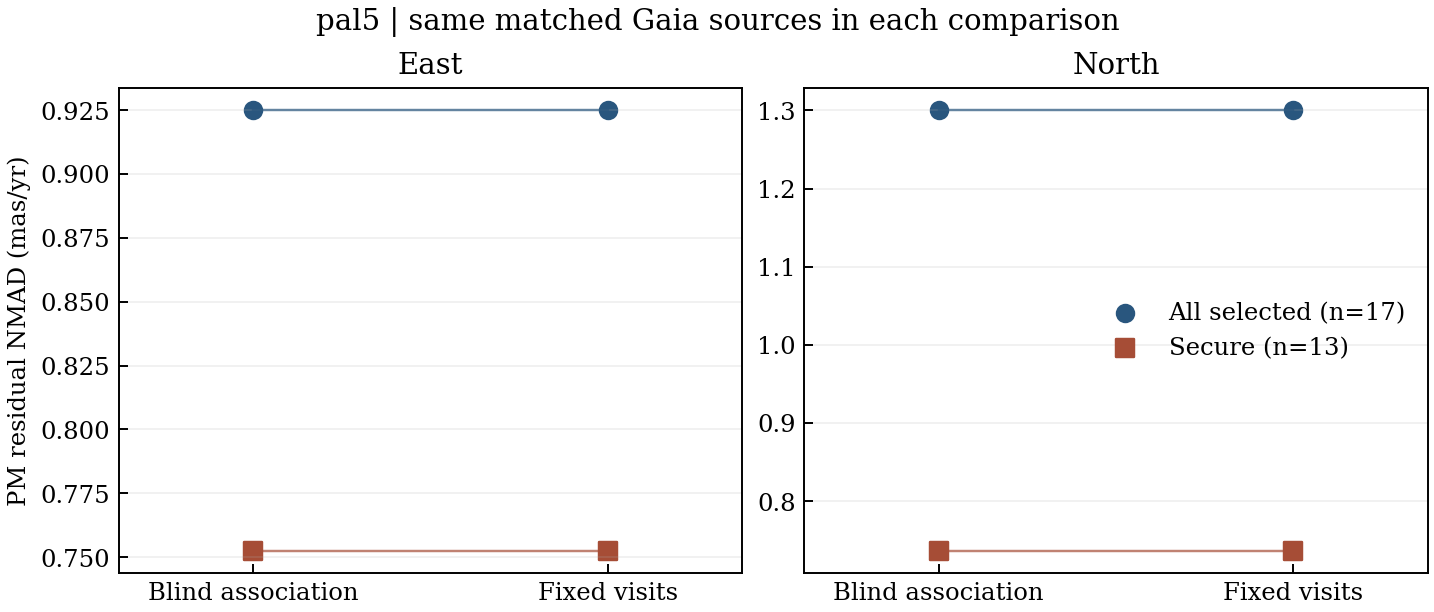 pal5 | same matched Gaia sources in each comparison
East
North
PM residual NMAD (mas/yr)
0.925
0.900
0.875
0.850
0.825
0.800
0.775
0.750
Blind association
Fixed visits
1.3
1.2
1.1
1.0
0.9
0.8
All selected (n=17)
Secure (n=13)
Blind association
Fixed visits